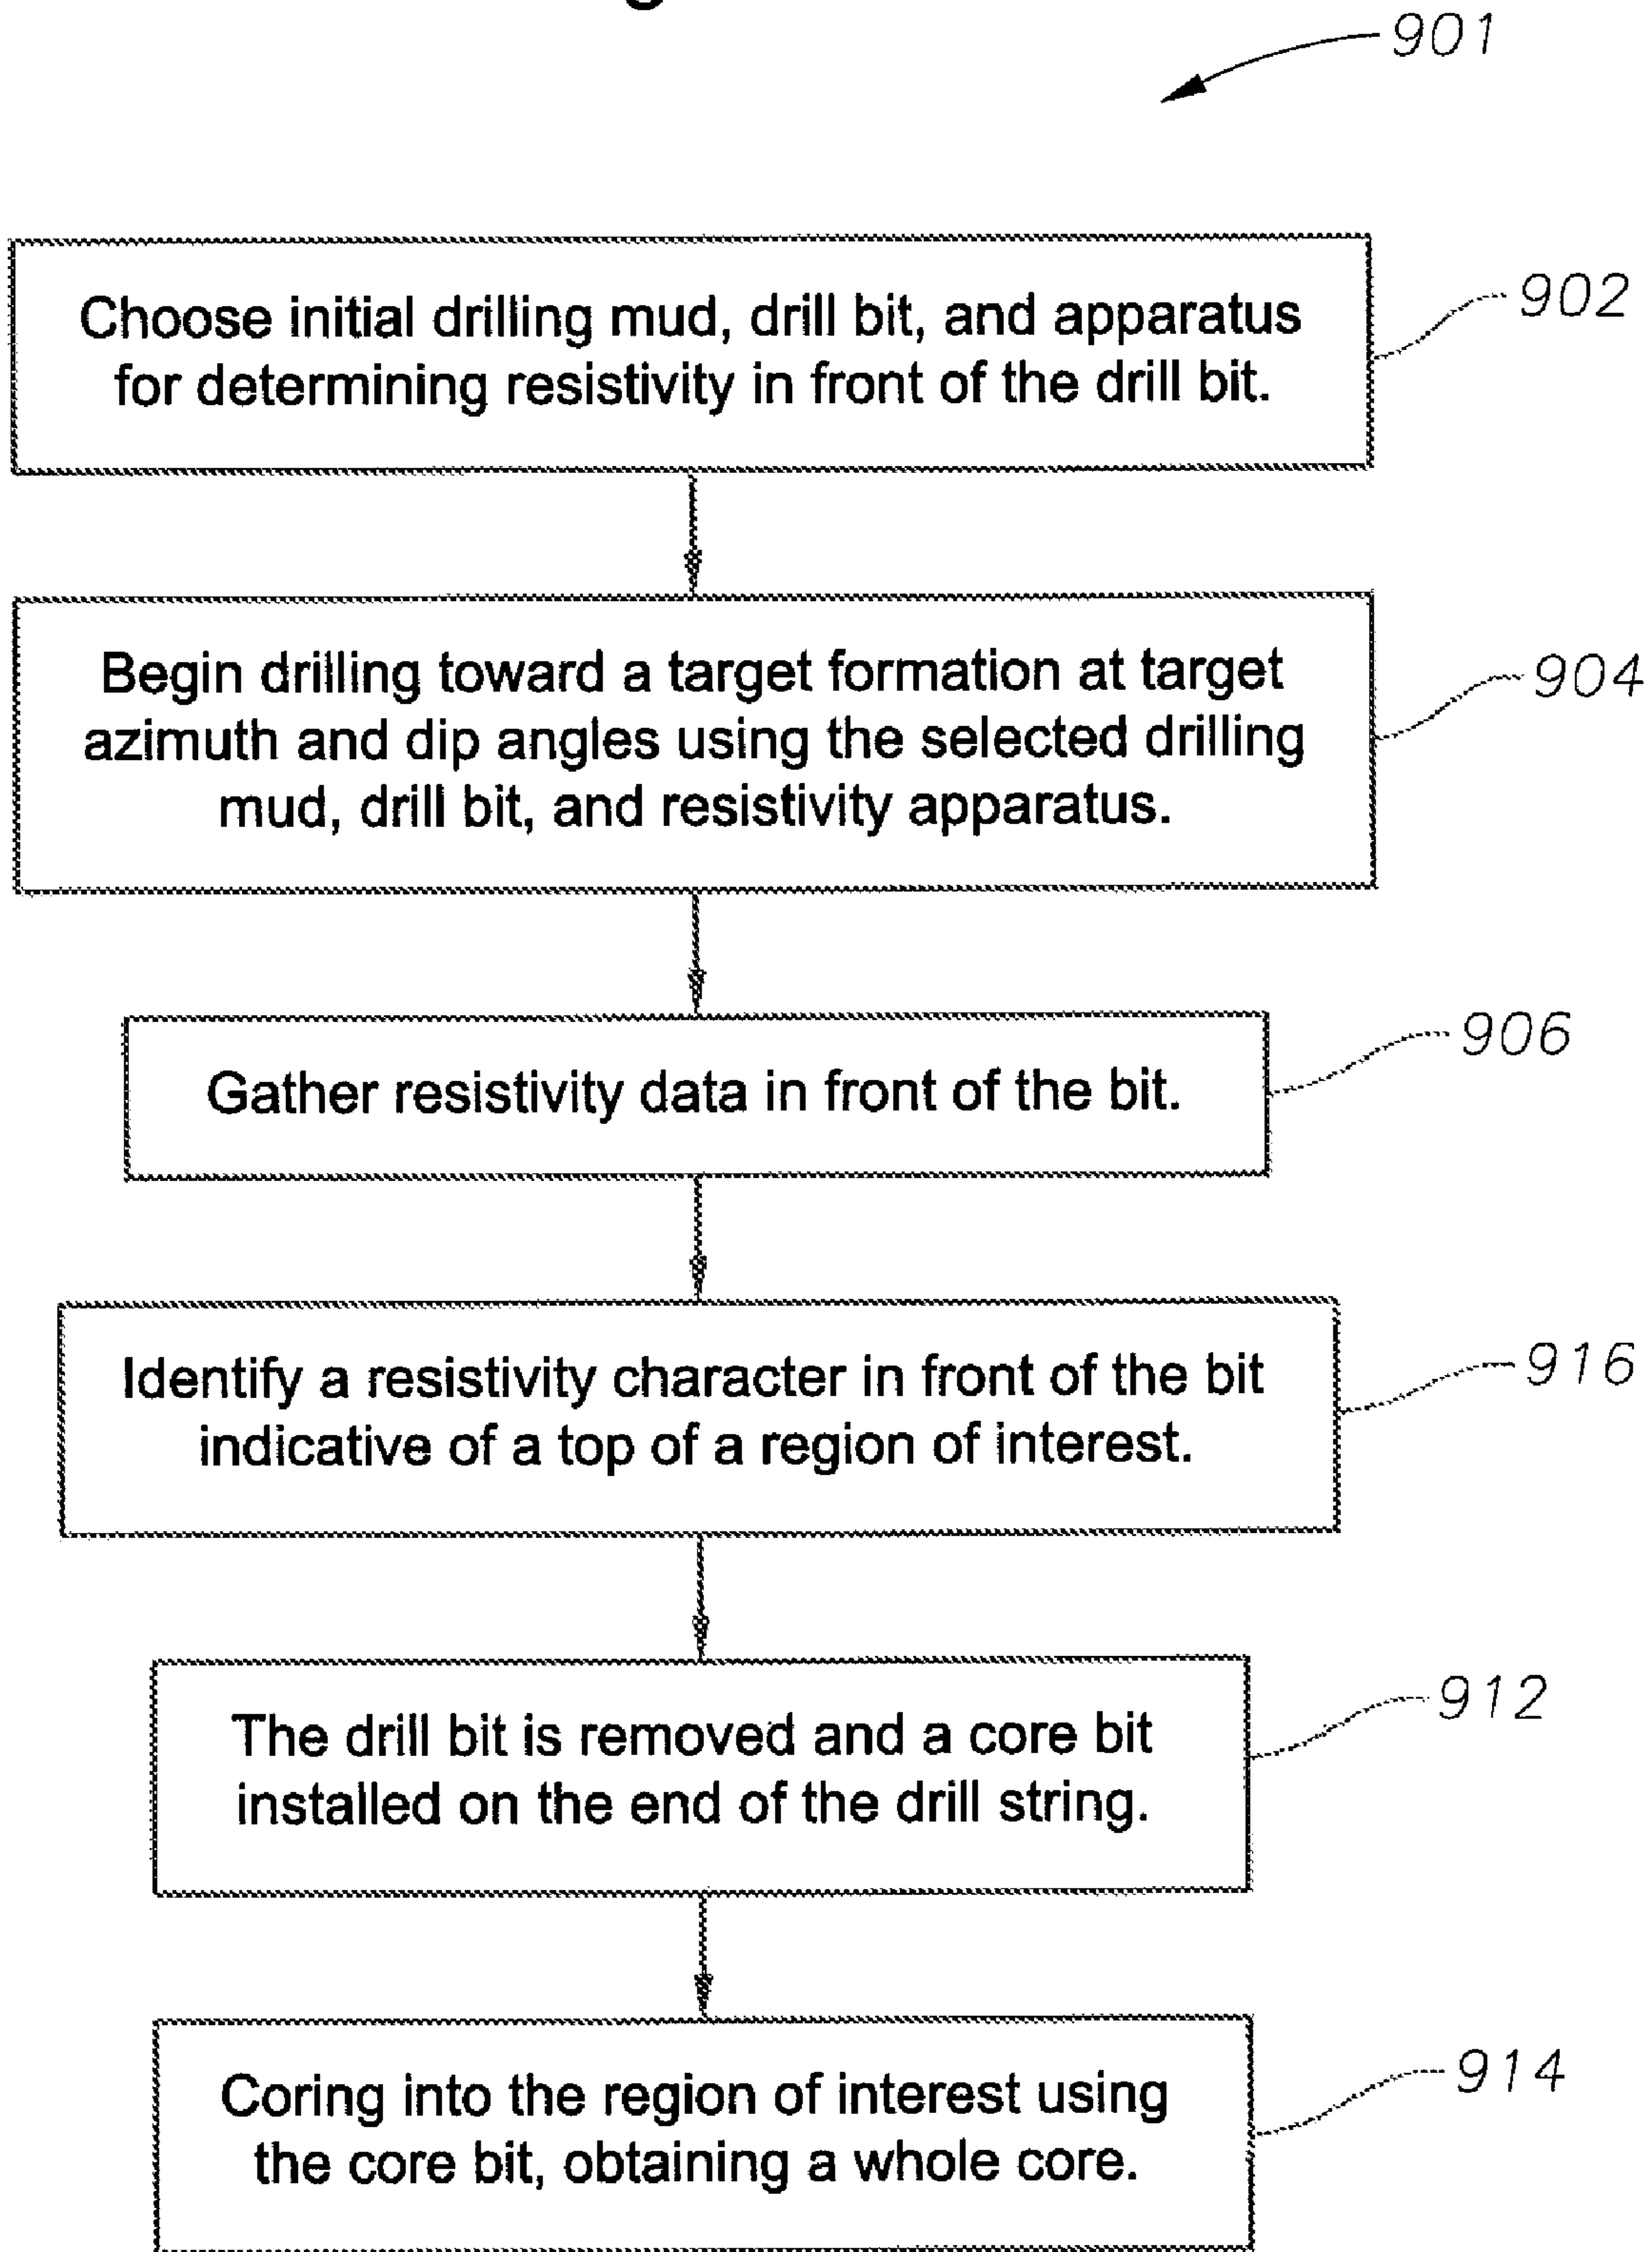 901
Choose initial drilling mud, drill bit, and apparatus
for determining resistivity in front of the drill bit.
902
Begin drilling toward a target formation at target
azimuth and dip angles using the selected drilling
mud, drill bit, and resistivity apparatus.
904
Gather resistivity data in front of the bit.
906
Identify a resistivity character in front of the bit
indicative of a top of a region of interest.
916
The drill bit is removed and a core bit
installed on the end of the drill string.
912
Coring into the region of interest using
the core bit, obtaining a whole core.
914